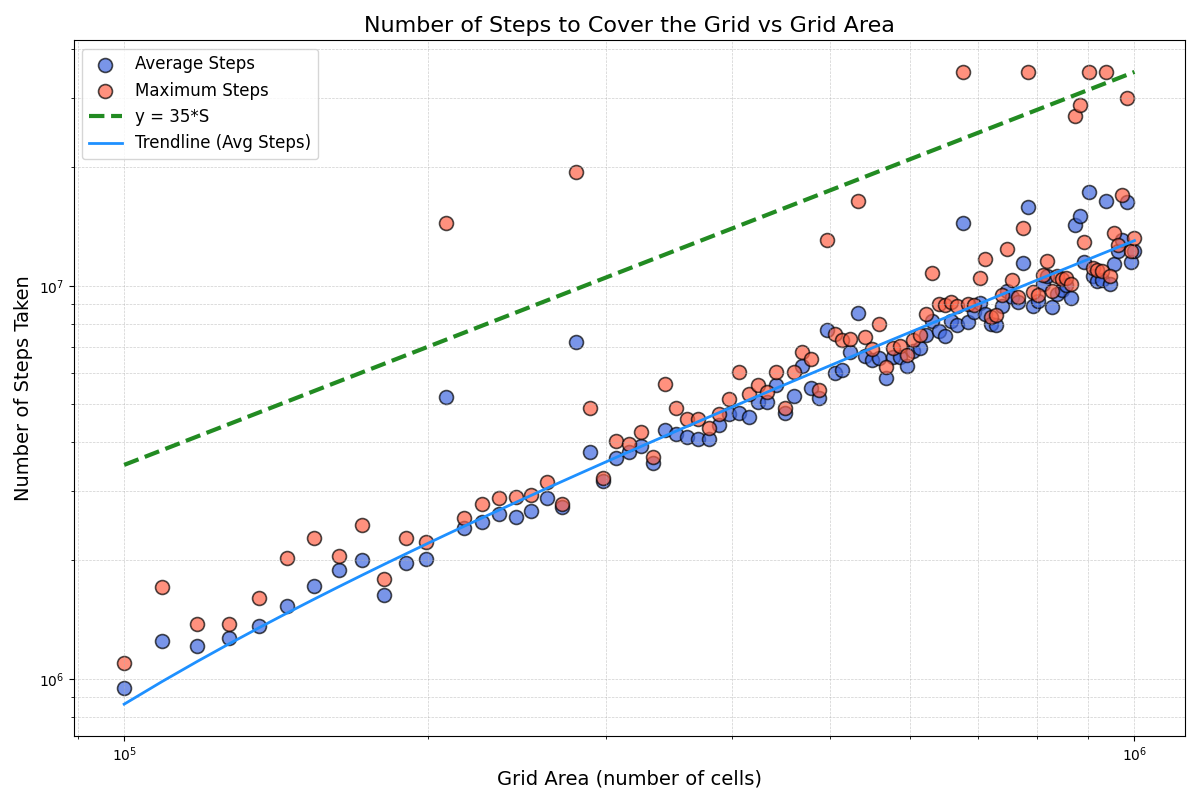 Number of Steps to Cover the Grid vs Grid Area
Average Steps
Maximum Steps
y = 35*S
Trendline (Avg Steps)
Number of Steps Taken
10⁷
10⁶
10⁵
10⁶
Grid Area (number of cells)